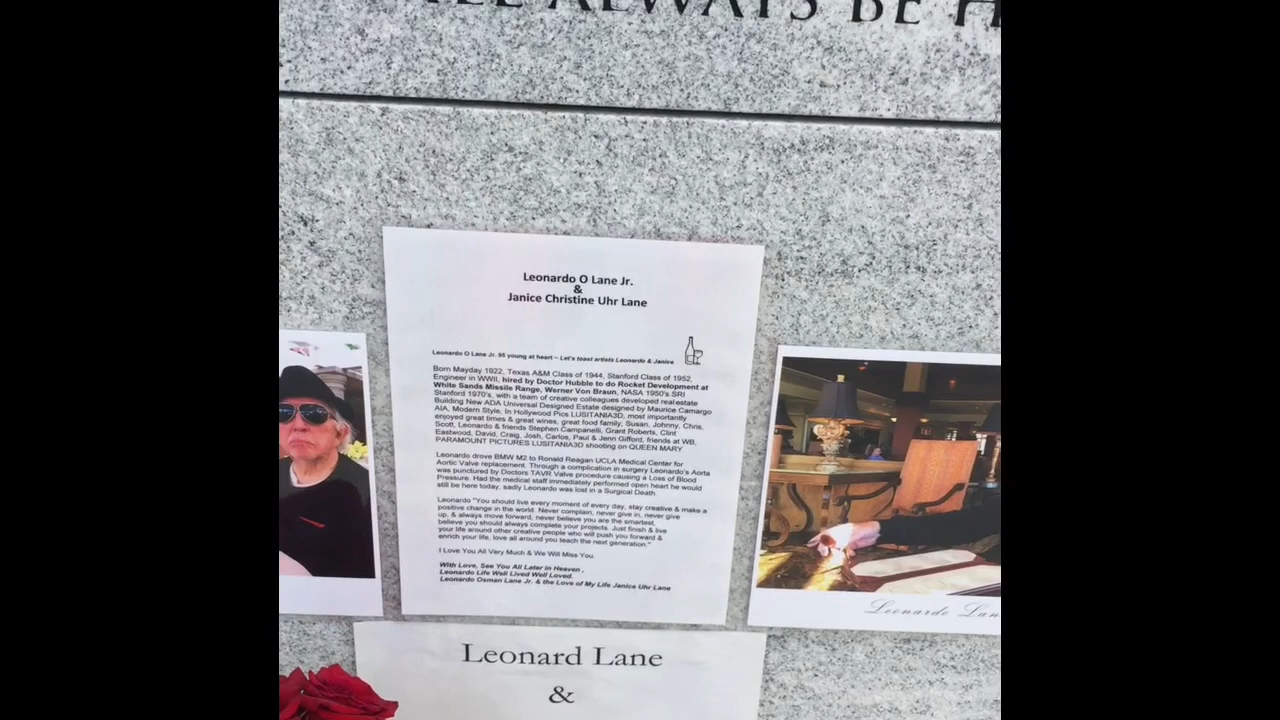 ALWAYS BE H
Leonardo O Lane Jr.
&
Janice Christine Uhr Lane
Leonardo O Lane Jr. 95 young at heart – Let's toast artists Leonardo & Janice
Born Mayday 1922, Texas A&M Class of 1944, Stanford Class of 1952,
Engineer in WWII, hired by Doctor Hubble to do Rocket Development at
White Sands Missile Range, Werner Von Braun, NASA 1950's SRI
Stanford 1970's, with a team of creative colleagues developed real estate
Building New ADA Universal Designed Estate designed by Maurice Camargo
AIA, Modern Style, In Hollywood Pics LUSITANIA3D, most importantly
enjoyed great times & great wines, great food family; Susan, Johnny, Chris,
Scott, Leonardo & friends Stephen Campanelli, Grant Roberts, Clint
Eastwood, David, Craig, Josh, Carlos, Paul & Jenn Gifford, friends at WB,
PARAMOUNT PICTURES LUSITANIA3D shooting on QUEEN MARY
Leonardo drove BMW M2 to Ronald Reagan UCLA Medical Center for
Aortic Valve replacement. Through a complication in surgery Leonardo's Aorta
was punctured by Doctors TAVR Valve procedure causing a Loss of Blood
Pressure. Had the medical staff immediately performed open heart he would
still be here today, sadly Leonardo was lost in a Surgical Death.
Leonardo "You should live every moment of every day, stay creative & make a
positive change in the world. Never complain, never give in, never give
up, & always move forward, never believe you are the smartest,
believe you should always complete your projects. Just finish & live
your life around other creative people who will push you forward &
enrich your life, love all around you teach the next generation."
I Love You All Very Much & We Will Miss You.
With Love, See You All Later in Heaven,
Leonardo Life Well Lived Well Loved.
Leonardo Oxman Lane Jr. & the Love of My Life Janice Uhr Lane
Leonardo Lan
Leonard Lane
&